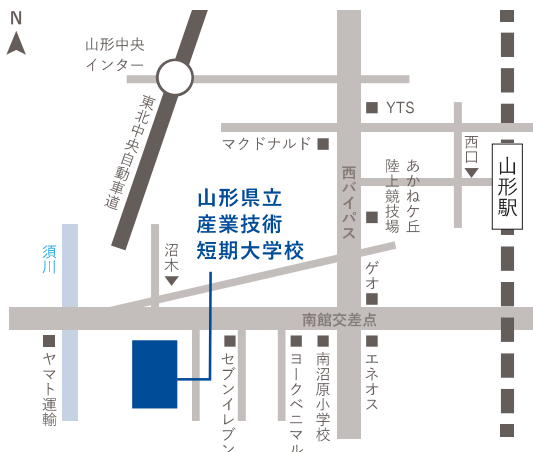 N
山形中央
インター
東北中央自動車道
YTS
マクドナルド
西口
山形駅
西バイパス
あかねケ丘
陸上競技場
山形県立
産業技術
短期大学校
須川
沼木
ゲオ
南館交差点
ヤマト運輸
セブンイレブン
ヨークベニマル
南沼原小学校
エネオス